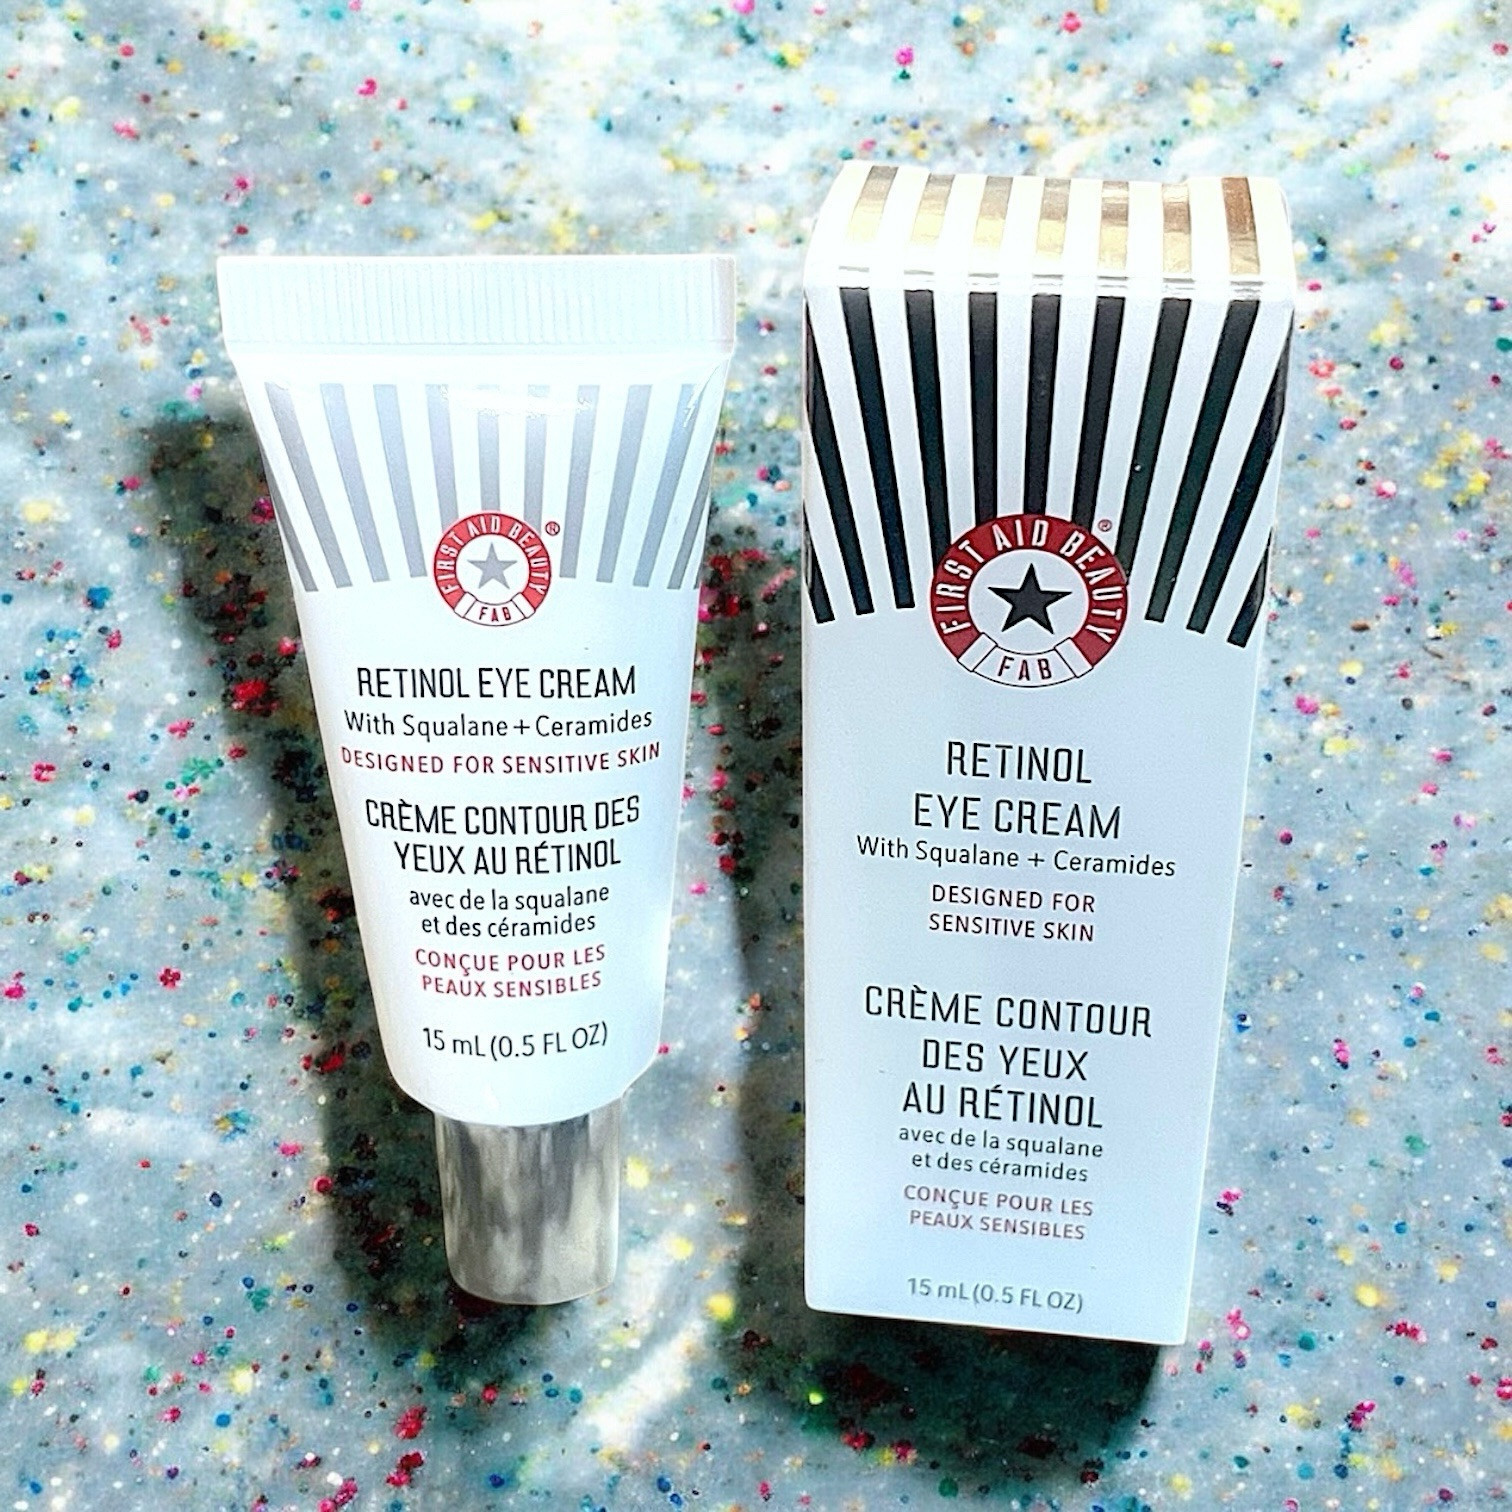 FIRST AID BEAUTY®
FAB
RETINOL EYE CREAM
With Squalane + Ceramides
DESIGNED FOR SENSITIVE SKIN
CRÈME CONTOUR DES
YEUX AU RÉTINOL
avec de la squalane
et des céramides
CONÇUE POUR LES
PEAUX SENSIBLES
15 mL (0.5 FL OZ)
FIRST AID BEAUTY®
FAB
RETINOL
EYE CREAM
With Squalane + Ceramides
DESIGNED FOR
SENSITIVE SKIN
CRÈME CONTOUR
DES YEUX
AU RÉTINOL
avec de la squalane
et des céramides
CONÇUE POUR LES
PEAUX SENSIBLES
15 mL (0.5 FL OZ)